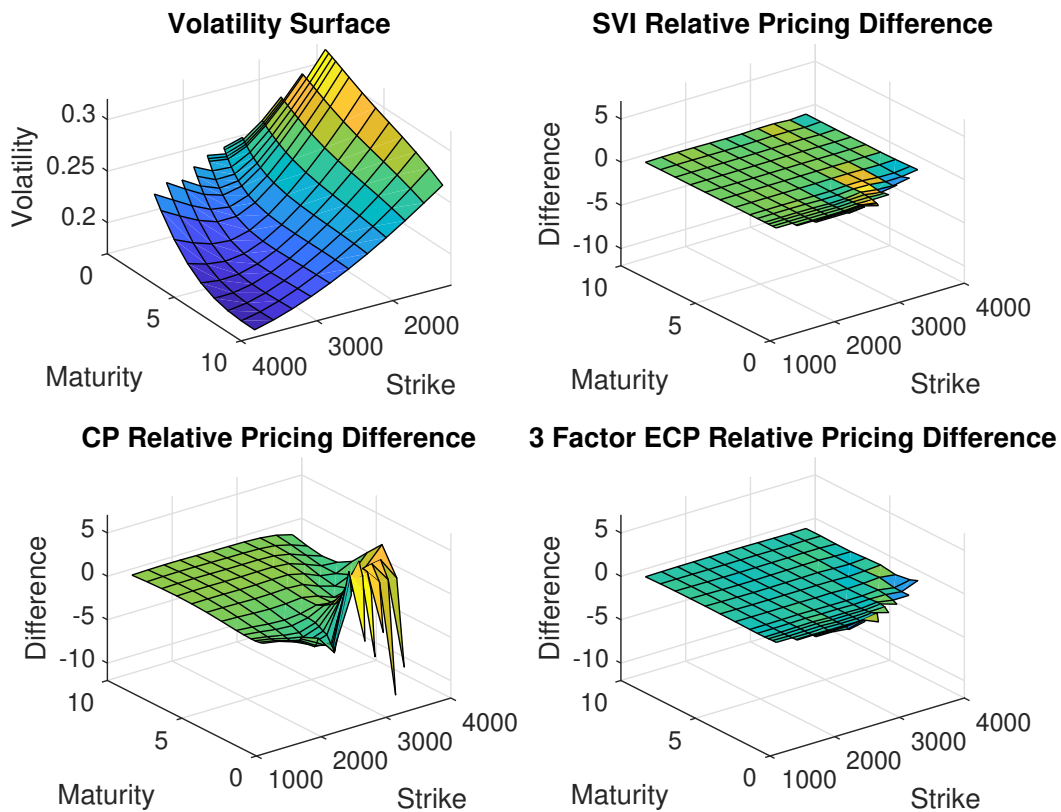 Volatility Surface
0.3
0.25
0.2
Volatility
0
5
10
Maturity
4000
3000
2000
Strike
SVI Relative Pricing Difference
5
0
-5
-10
Difference
10
5
0
Maturity
1000
2000
3000
4000
Strike
CP Relative Pricing Difference
5
0
-5
-10
Difference
10
5
0
Maturity
1000
2000
3000
4000
Strike
3 Factor ECP Relative Pricing Difference
5
0
-5
-10
Difference
10
5
0
Maturity
1000
2000
3000
4000
Strike